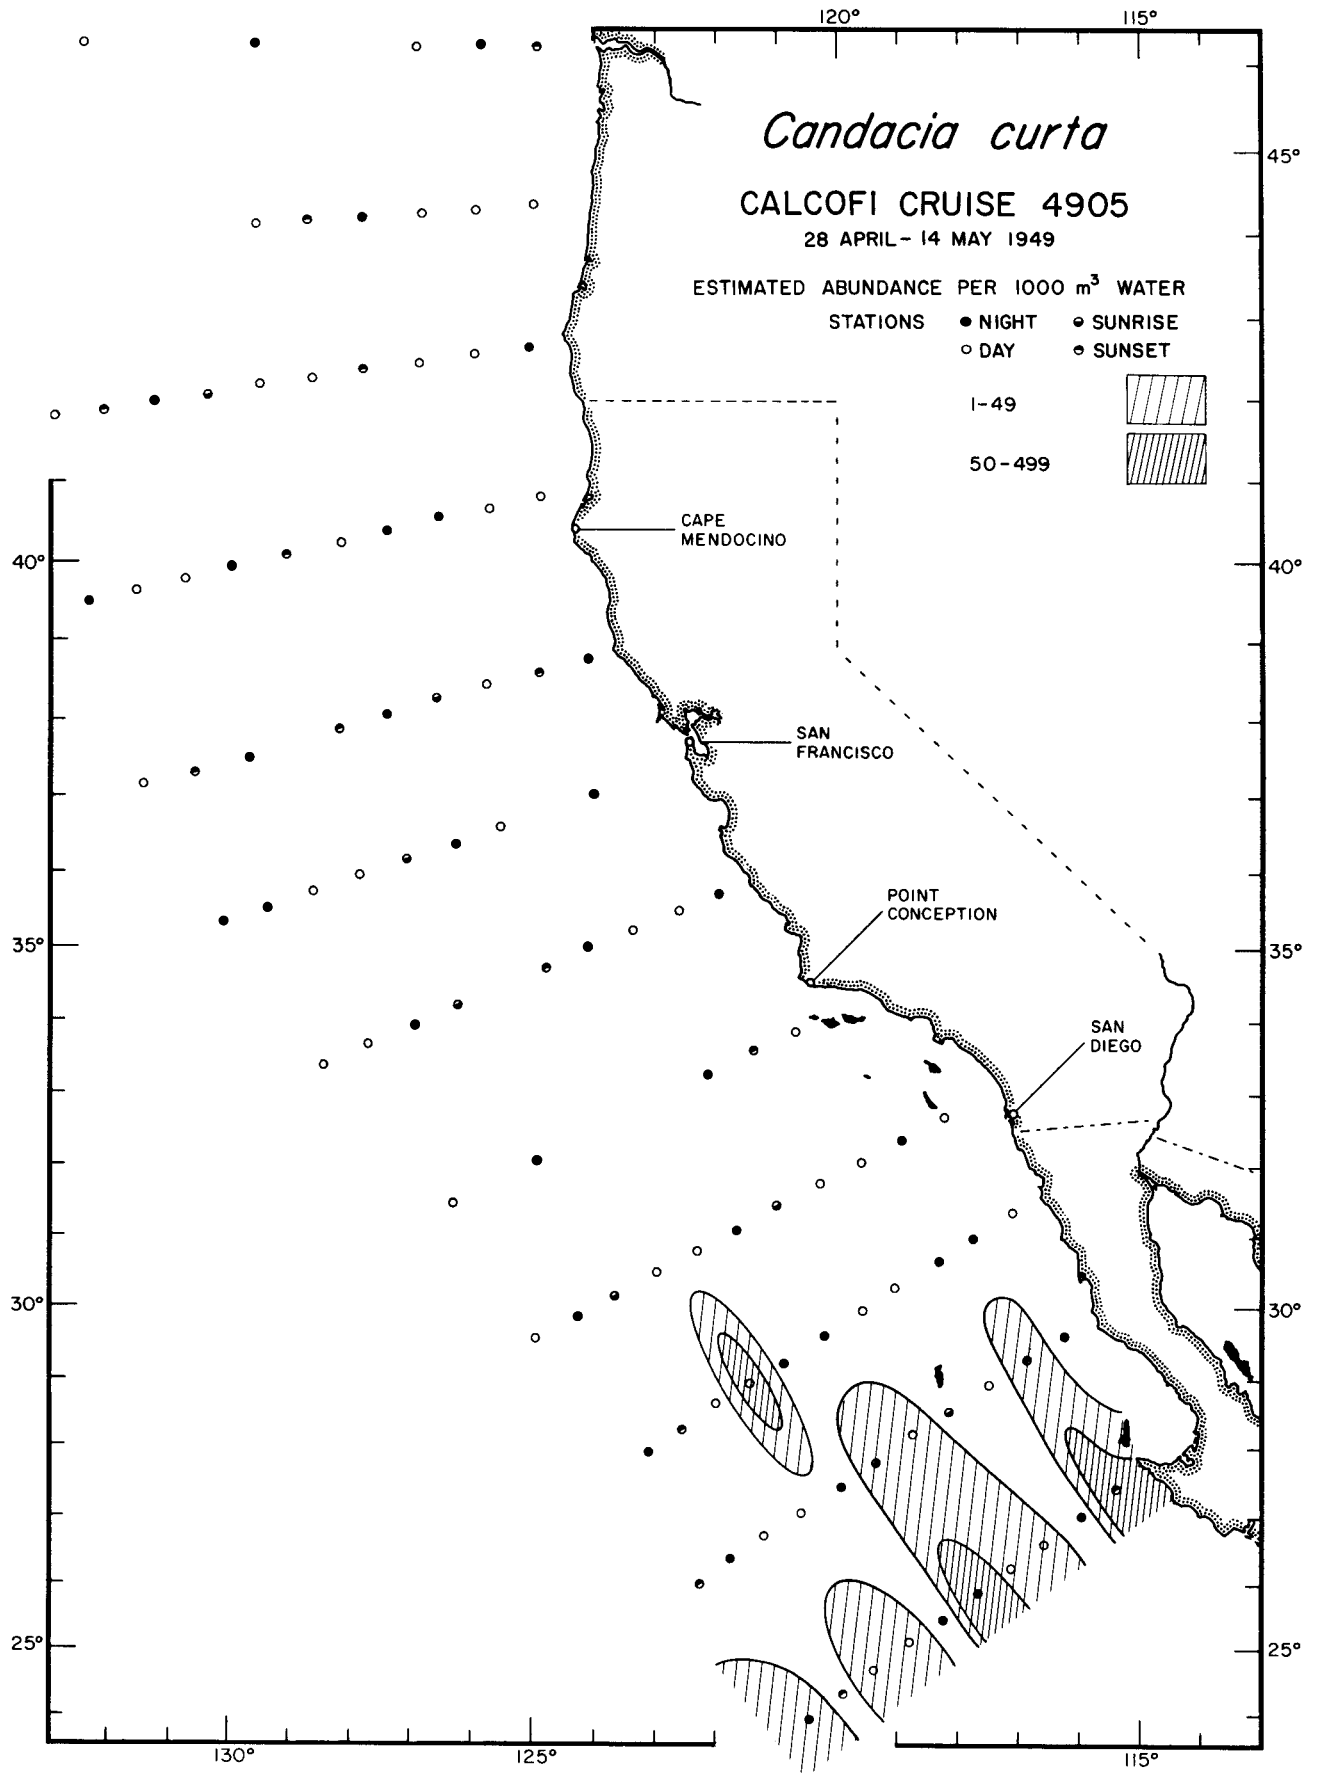 120° 115°
Candacia curta
45°
CALCOFI CRUISE 4905
28 APRIL – 14 MAY 1949
ESTIMATED ABUNDANCE PER 1000 m³ WATER
STATIONS ● NIGHT ◒ SUNRISE
○ DAY ◓ SUNSET
1–49
50–499
CAPE
MENDOCINO
40° 40°
SAN
FRANCISCO
POINT
CONCEPTION
35° 35°
SAN
DIEGO
30° 30°
25° 25°
130° 125° 115°